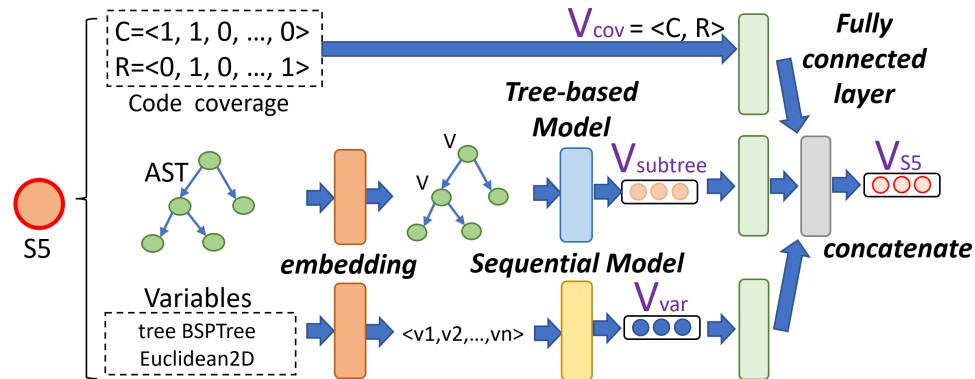 C=<1, 1, 0, ..., 0>
R=<0, 1, 0, ..., 1>
Code coverage
Vcov = <C, R>
Fully
connected
layer
Tree-based
Model
AST
V
V
Vsubtree
VS5
S5
embedding
Sequential Model
concatenate
Variables
tree BSPTree
Euclidean2D
<v1,v2,...,vn>
Vvar